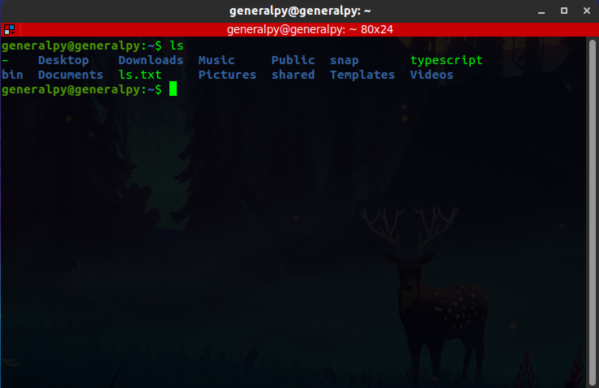 generalpy@generalpy: ~
generalpy@generalpy: ~ 80x24
generalpy@generalpy:~$ ls
- Desktop Downloads Music Public snap typescript
bin Documents ls.txt Pictures shared Templates Videos
generalpy@generalpy:~$